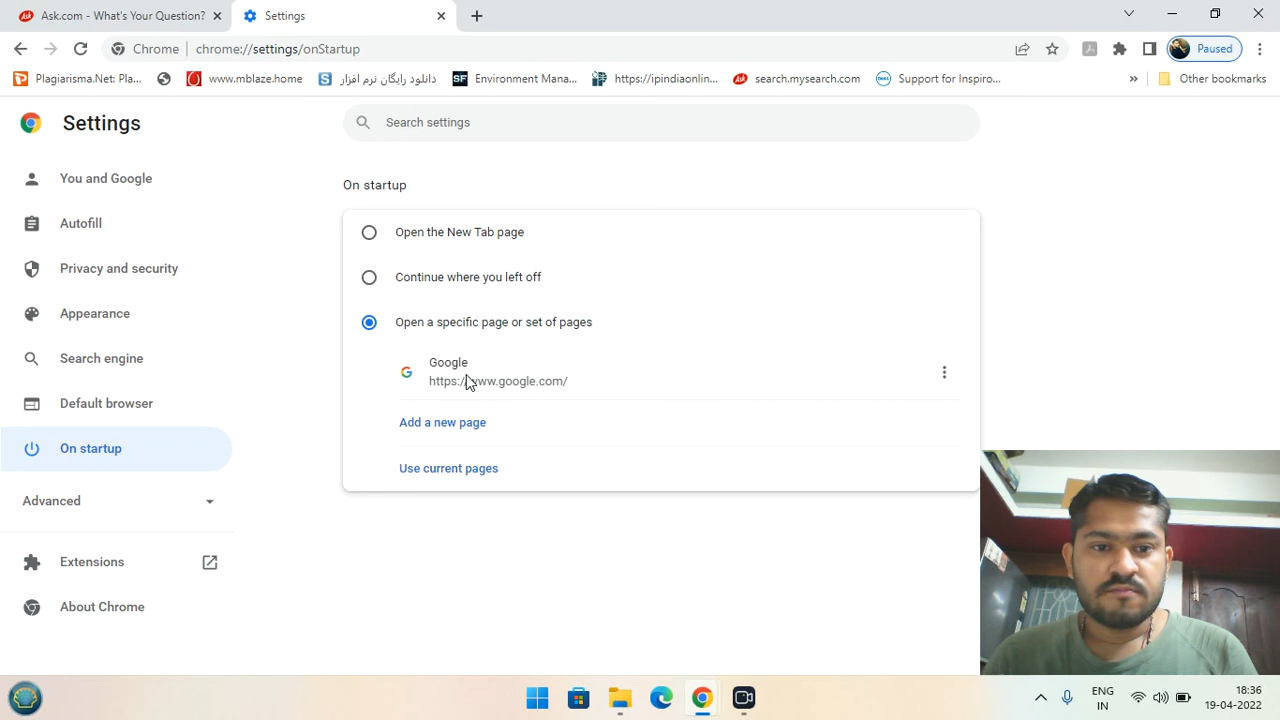 Ask.com - What's Your Question?
Settings
Chrome
chrome://settings/onStartup
Paused
Plagiarisma.Net: Pla...
www.mblaze.home
دانلود رایگان نرم افزار
SF
Environment Mana...
https://ipindiaonlin...
search.mysearch.com
Support for Inspiro...
»
Other bookmarks
Settings
Search settings
You and Google
Autofill
Privacy and security
Appearance
Search engine
Default browser
On startup
Advanced
Extensions
About Chrome
On startup
Open the New Tab page
Continue where you left off
Open a specific page or set of pages
Google
https://www.google.com/
Add a new page
Use current pages
ENG
IN
18:36
19-04-2022